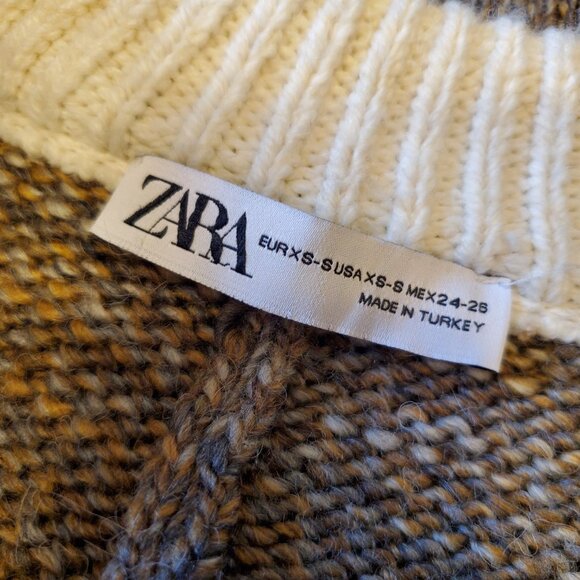 ZARA
EUR XS-S USA XS-S MEX 24-26
MADE IN TURKEY